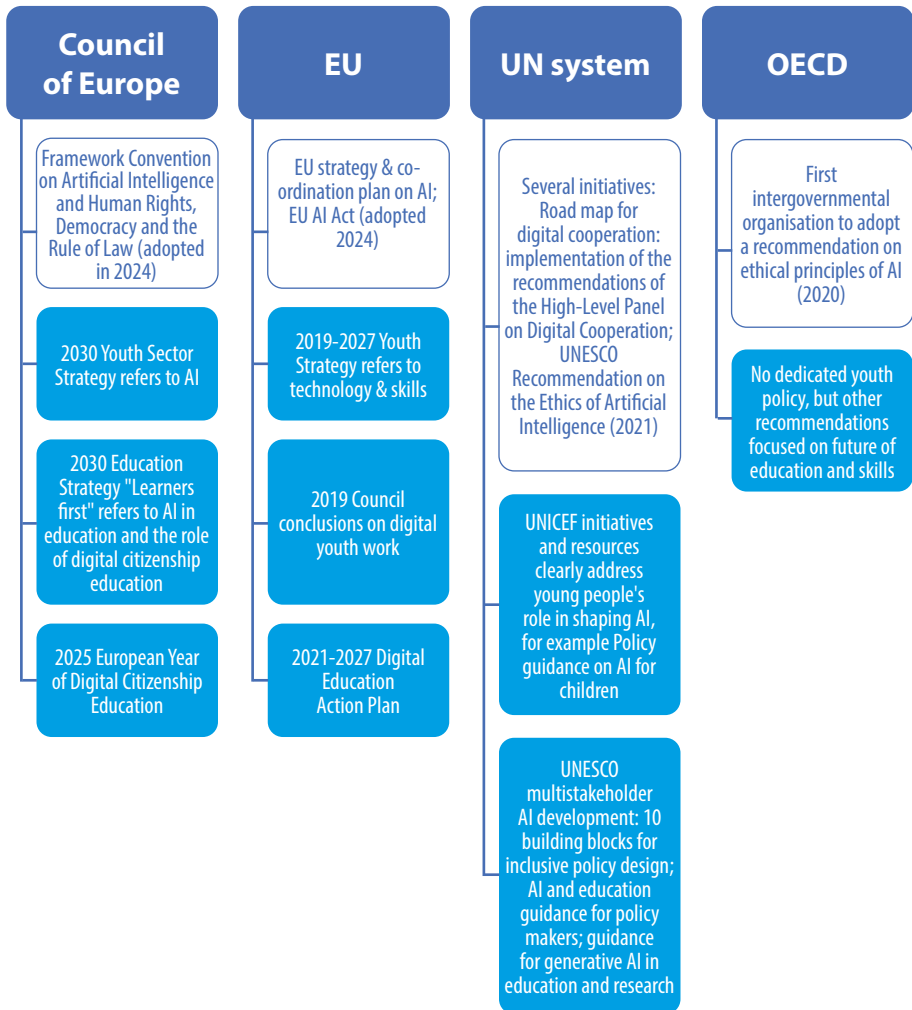 Council
of Europe
Framework Convention
on Artificial Intelligence
and Human Rights,
Democracy and the
Rule of Law (adopted
in 2024)
2030 Youth Sector
Strategy refers to AI
2030 Education
Strategy "Learners
first" refers to AI in
education and the role
of digital citizenship
education
2025 European Year
of Digital Citizenship
Education
EU
EU strategy & co-
ordination plan on AI;
EU AI Act (adopted
2024)
2019-2027 Youth
Strategy refers to
technology & skills
2019 Council
conclusions on digital
youth work
2021-2027 Digital
Education
Action Plan
UN system
Several initiatives:
Road map for
digital cooperation:
implementation of the
recommendations of
the High-Level Panel
on Digital Cooperation;
UNESCO
Recommendation on
the Ethics of Artificial
Intelligence (2021)
UNICEF initiatives
and resources
clearly address
young people's
role in shaping AI,
for example Policy
guidance on AI for
children
UNESCO
multistakeholder
AI development: 10
building blocks for
inclusive policy design;
AI and education
guidance for policy
makers; guidance
for generative AI in
education and research
OECD
First
intergovernmental
organisation to adopt
a recommendation on
ethical principles of AI
(2020)
No dedicated youth
policy, but other
recommendations
focused on future of
education and skills